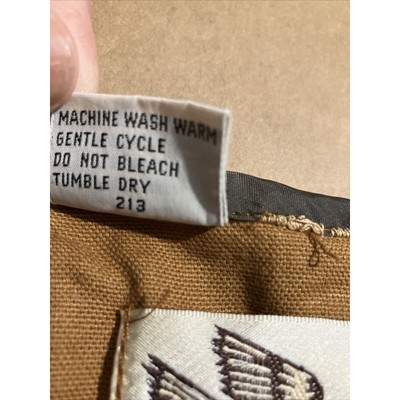 MACHINE WASH WARM
GENTLE CYCLE
DO NOT BLEACH
TUMBLE DRY
213